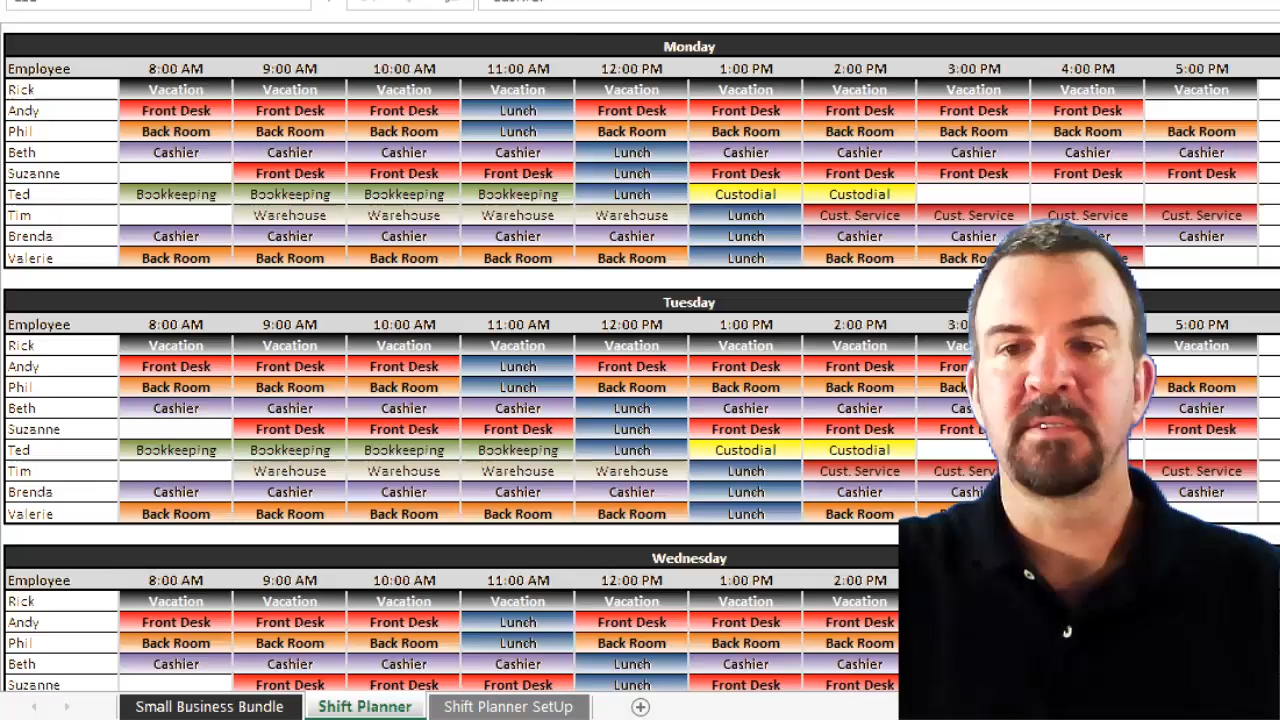 Monday
Employee 8:00 AM 9:00 AM 10:00 AM 11:00 AM 12:00 PM 1:00 PM 2:00 PM 3:00 PM 4:00 PM 5:00 PM
Rick Vacation Vacation Vacation Vacation Vacation Vacation Vacation Vacation Vacation Vacation
Andy Front Desk Front Desk Front Desk Lunch Front Desk Front Desk Front Desk Front Desk Front Desk
Phil Back Room Back Room Back Room Lunch Back Room Back Room Back Room Back Room Back Room Back Room
Beth Cashier Cashier Cashier Cashier Lunch Cashier Cashier Cashier Cashier Cashier
Suzanne Front Desk Front Desk Front Desk Lunch Front Desk Front Desk Front Desk Front Desk Front Desk
Ted Bookkeeping Bookkeeping Bookkeeping Bookkeeping Lunch Custodial Custodial
Tim Warehouse Warehouse Warehouse Warehouse Lunch Cust. Service Cust. Service Cust. Service Cust. Service
Brenda Cashier Cashier Cashier Cashier Cashier Lunch Cashier Cashier Cashier Cashier
Valerie Back Room Back Room Back Room Back Room Back Room Lunch Back Room Back Room
Tuesday
Employee 8:00 AM 9:00 AM 10:00 AM 11:00 AM 12:00 PM 1:00 PM 2:00 PM 5:00 PM
Rick Vacation Vacation Vacation Vacation Vacation Vacation Vacation Vacation
Andy Front Desk Front Desk Front Desk Lunch Front Desk Front Desk Front Desk
Phil Back Room Back Room Back Room Lunch Back Room Back Room Back Room Back Room
Beth Cashier Cashier Cashier Cashier Lunch Cashier Cashier Cashier
Suzanne Front Desk Front Desk Front Desk Lunch Front Desk Front Desk Front Desk
Ted Bookkeeping Bookkeeping Bookkeeping Bookkeeping Lunch Custodial Custodial
Tim Warehouse Warehouse Warehouse Warehouse Lunch Cust. Service Cust. Service
Brenda Cashier Cashier Cashier Cashier Cashier Lunch Cashier Cashier
Valerie Back Room Back Room Back Room Back Room Back Room Lunch Back Room
Wednesday
Employee 8:00 AM 9:00 AM 10:00 AM 11:00 AM 12:00 PM 1:00 PM 2:00 PM
Rick Vacation Vacation Vacation Vacation Vacation Vacation Vacation
Andy Front Desk Front Desk Front Desk Lunch Front Desk Front Desk Front Desk
Phil Back Room Back Room Back Room Lunch Back Room Back Room Back Room
Beth Cashier Cashier Cashier Cashier Lunch Cashier Cashier
Suzanne Front Desk Front Desk Front Desk Lunch Front Desk Front Desk
Small Business Bundle Shift Planner Shift Planner SetUp